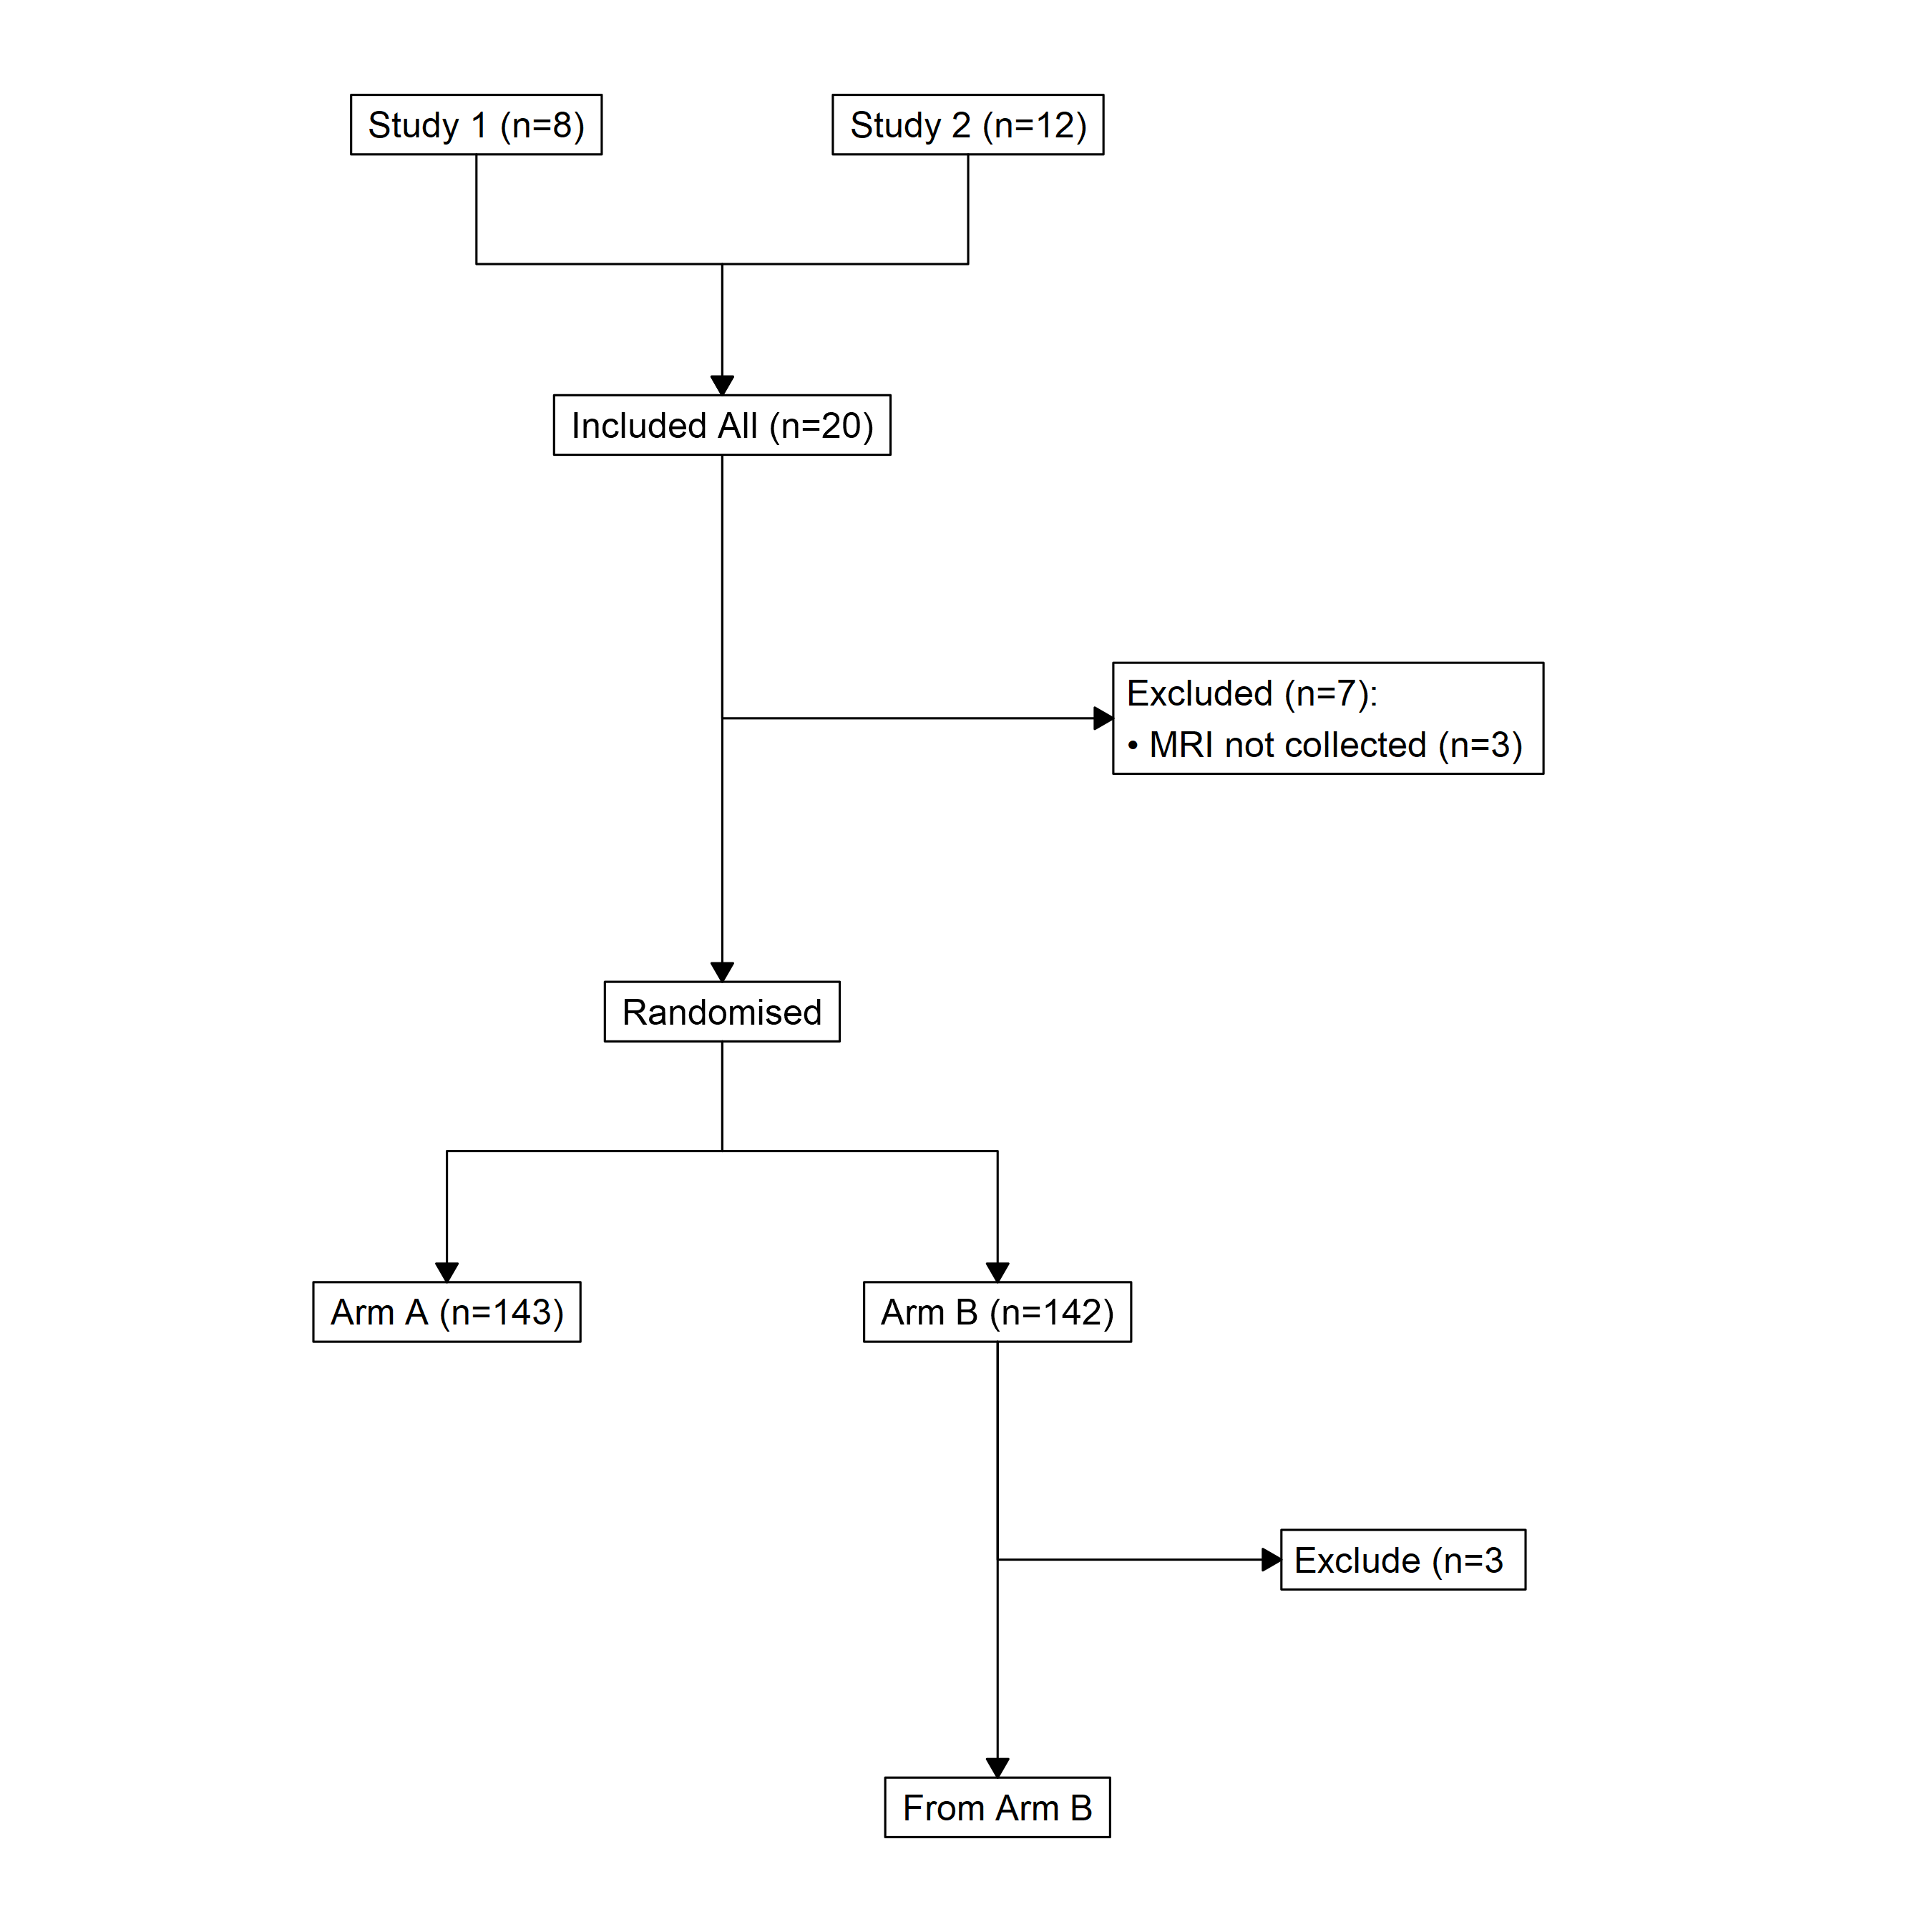 Study 1 (n=8)
Study 2 (n=12)
Included All (n=20)
Excluded (n=7):
• MRI not collected (n=3)
Randomised
Arm A (n=143)
Arm B (n=142)
Exclude (n=3
From Arm B